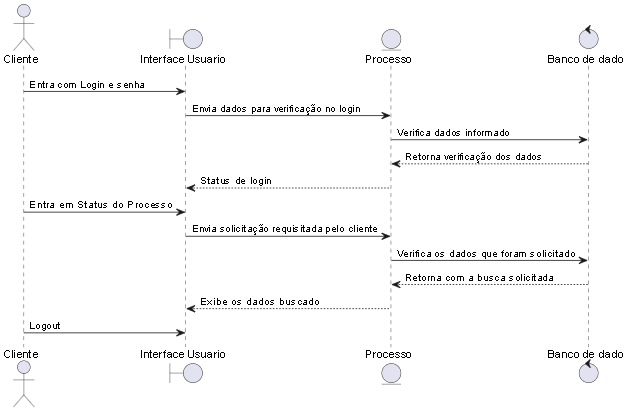 Cliente
Interface Usuario
Processo
Banco de dado
Entra com Login e senha
Envia dados para verificação no login
Verifica dados informado
Retorna verificação dos dados
Status de login
Entra em Status do Processo
Envia solicitação requisitada pelo cliente
Verifica os dados que foram solicitado
Retorna com a busca solicitada
Exibe os dados buscado
Logout
Cliente
Interface Usuario
Processo
Banco de dado